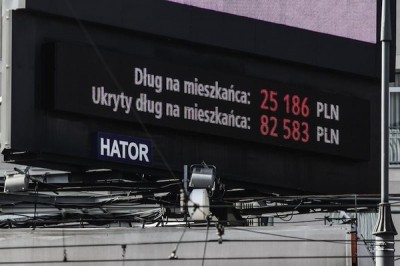 Dług na mieszkańca: 25 186 PLN
Ukryty dług na mieszkańca: 82 583 PLN
HATOR